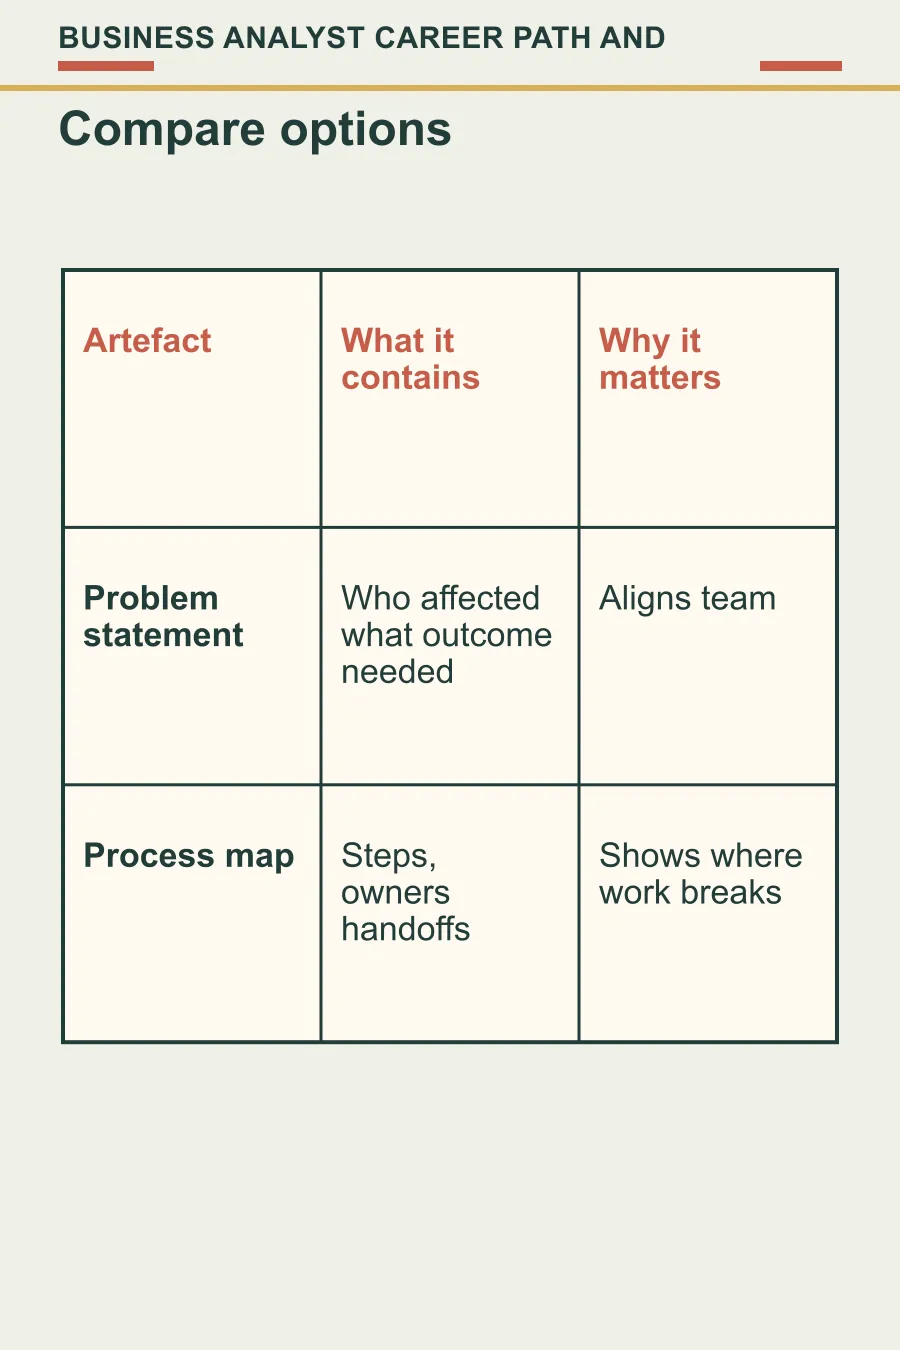 BUSINESS ANALYST CAREER PATH AND
Compare options
Artefact
What it
contains
Why it
matters
Problem
statement
Who affected
what outcome
needed
Aligns team
Process map
Steps,
owners
handoffs
Shows where
work breaks